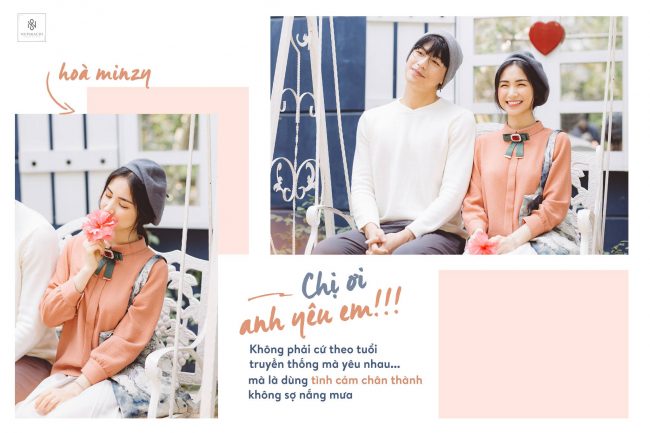 hoà minzy
Chị ơi
anh yêu em!!!
Không phải cứ theo tuổi
truyền thống mà yêu nhau...
mà là dùng tình cảm chân thành
không sợ nắng mưa